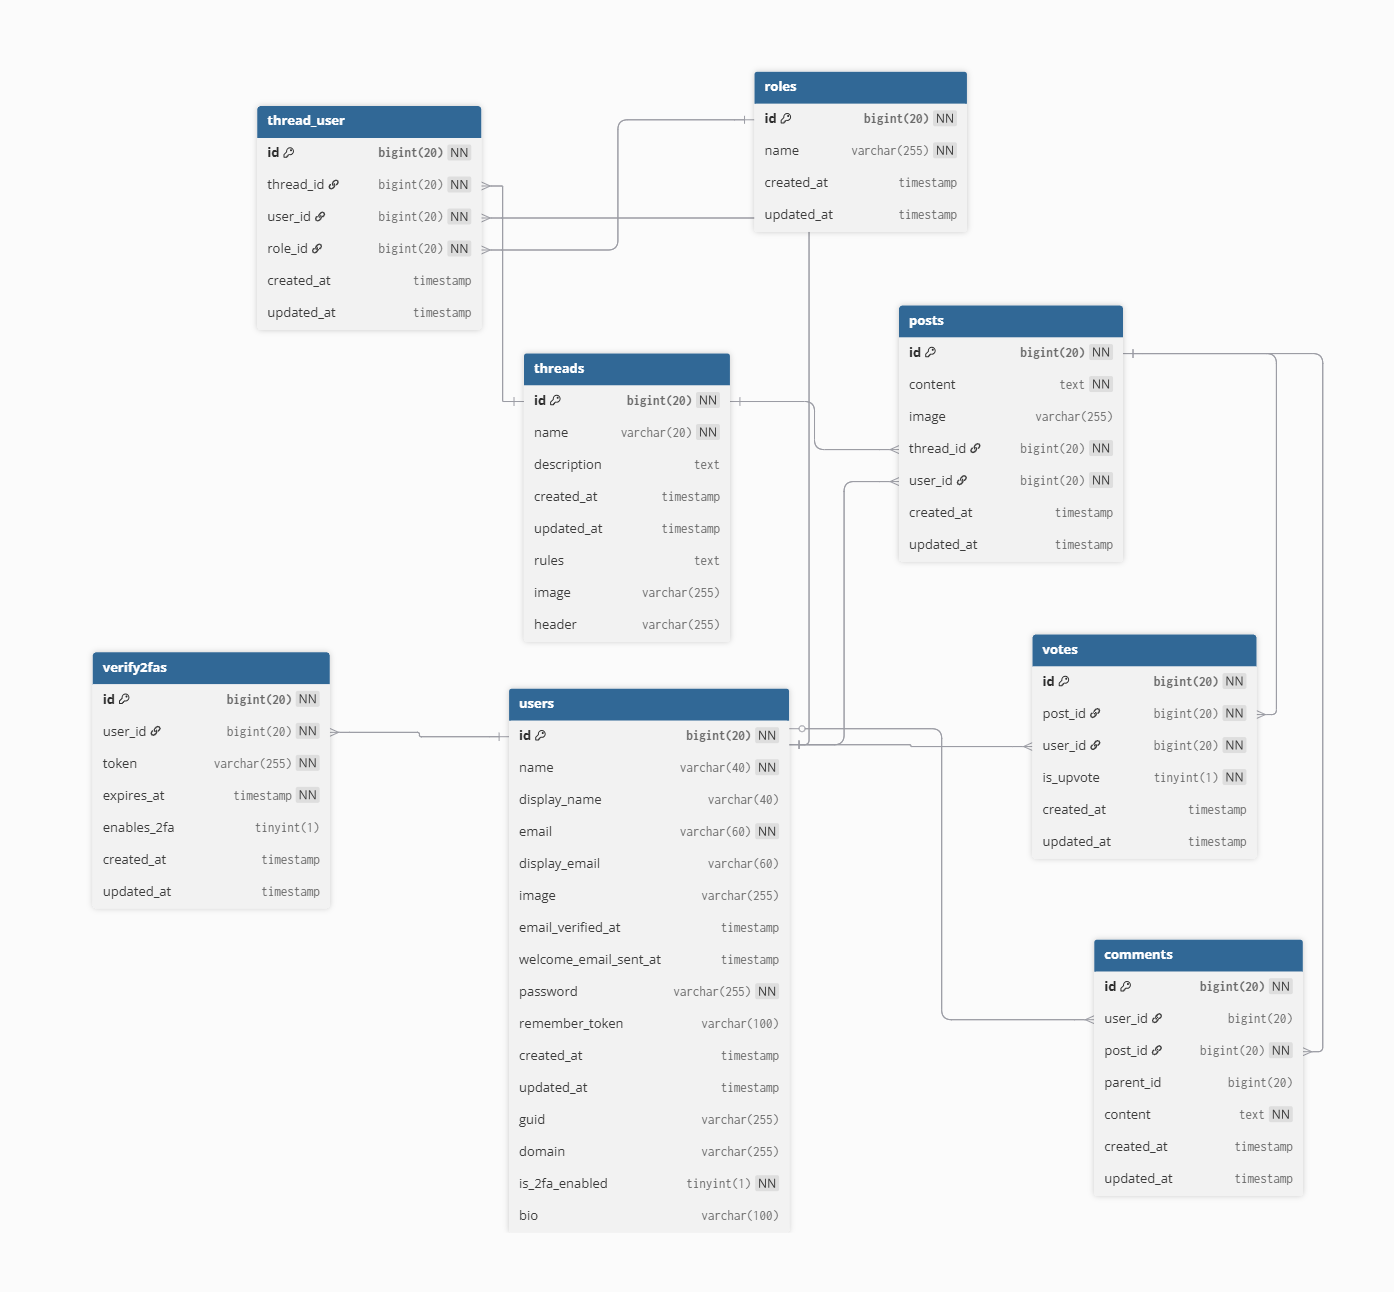 thread_user
id bigint(20) NN
thread_id bigint(20) NN
user_id bigint(20) NN
role_id bigint(20) NN
created_at timestamp
updated_at timestamp
roles
id bigint(20) NN
name varchar(255) NN
created_at timestamp
updated_at timestamp
threads
id bigint(20) NN
name varchar(20) NN
description text
created_at timestamp
updated_at timestamp
rules text
image varchar(255)
header varchar(255)
posts
id bigint(20) NN
content text NN
image varchar(255)
thread_id bigint(20) NN
user_id bigint(20) NN
created_at timestamp
updated_at timestamp
verify2fas
id bigint(20) NN
user_id bigint(20) NN
token varchar(255) NN
expires_at timestamp NN
enables_2fa tinyint(1)
created_at timestamp
updated_at timestamp
users
id bigint(20) NN
name varchar(40) NN
display_name varchar(40)
email varchar(60) NN
display_email varchar(60)
image varchar(255)
email_verified_at timestamp
welcome_email_sent_at timestamp
password varchar(255) NN
remember_token varchar(100)
created_at timestamp
updated_at timestamp
guid varchar(255)
domain varchar(255)
is_2fa_enabled tinyint(1) NN
bio varchar(100)
votes
id bigint(20) NN
post_id bigint(20) NN
user_id bigint(20) NN
is_upvote tinyint(1) NN
created_at timestamp
updated_at timestamp
comments
id bigint(20) NN
user_id bigint(20)
post_id bigint(20) NN
parent_id bigint(20)
content text NN
created_at timestamp
updated_at timestamp